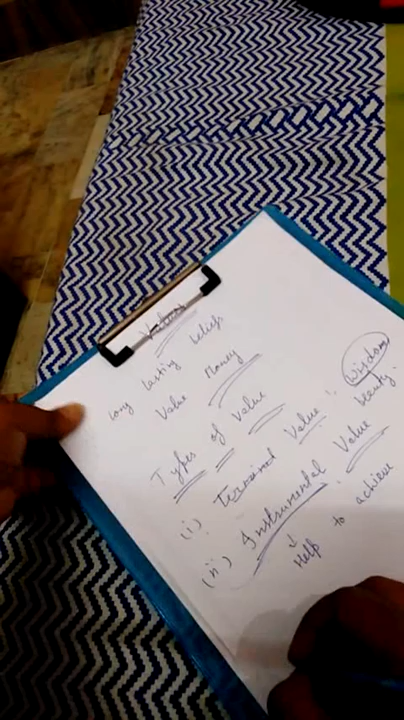 Values
long lasting beliefs
Value Money
Types of Value
(i) Terminal Value : Wisdom beauty.
(ii) Instrumental Value :
↓
Help to achieve